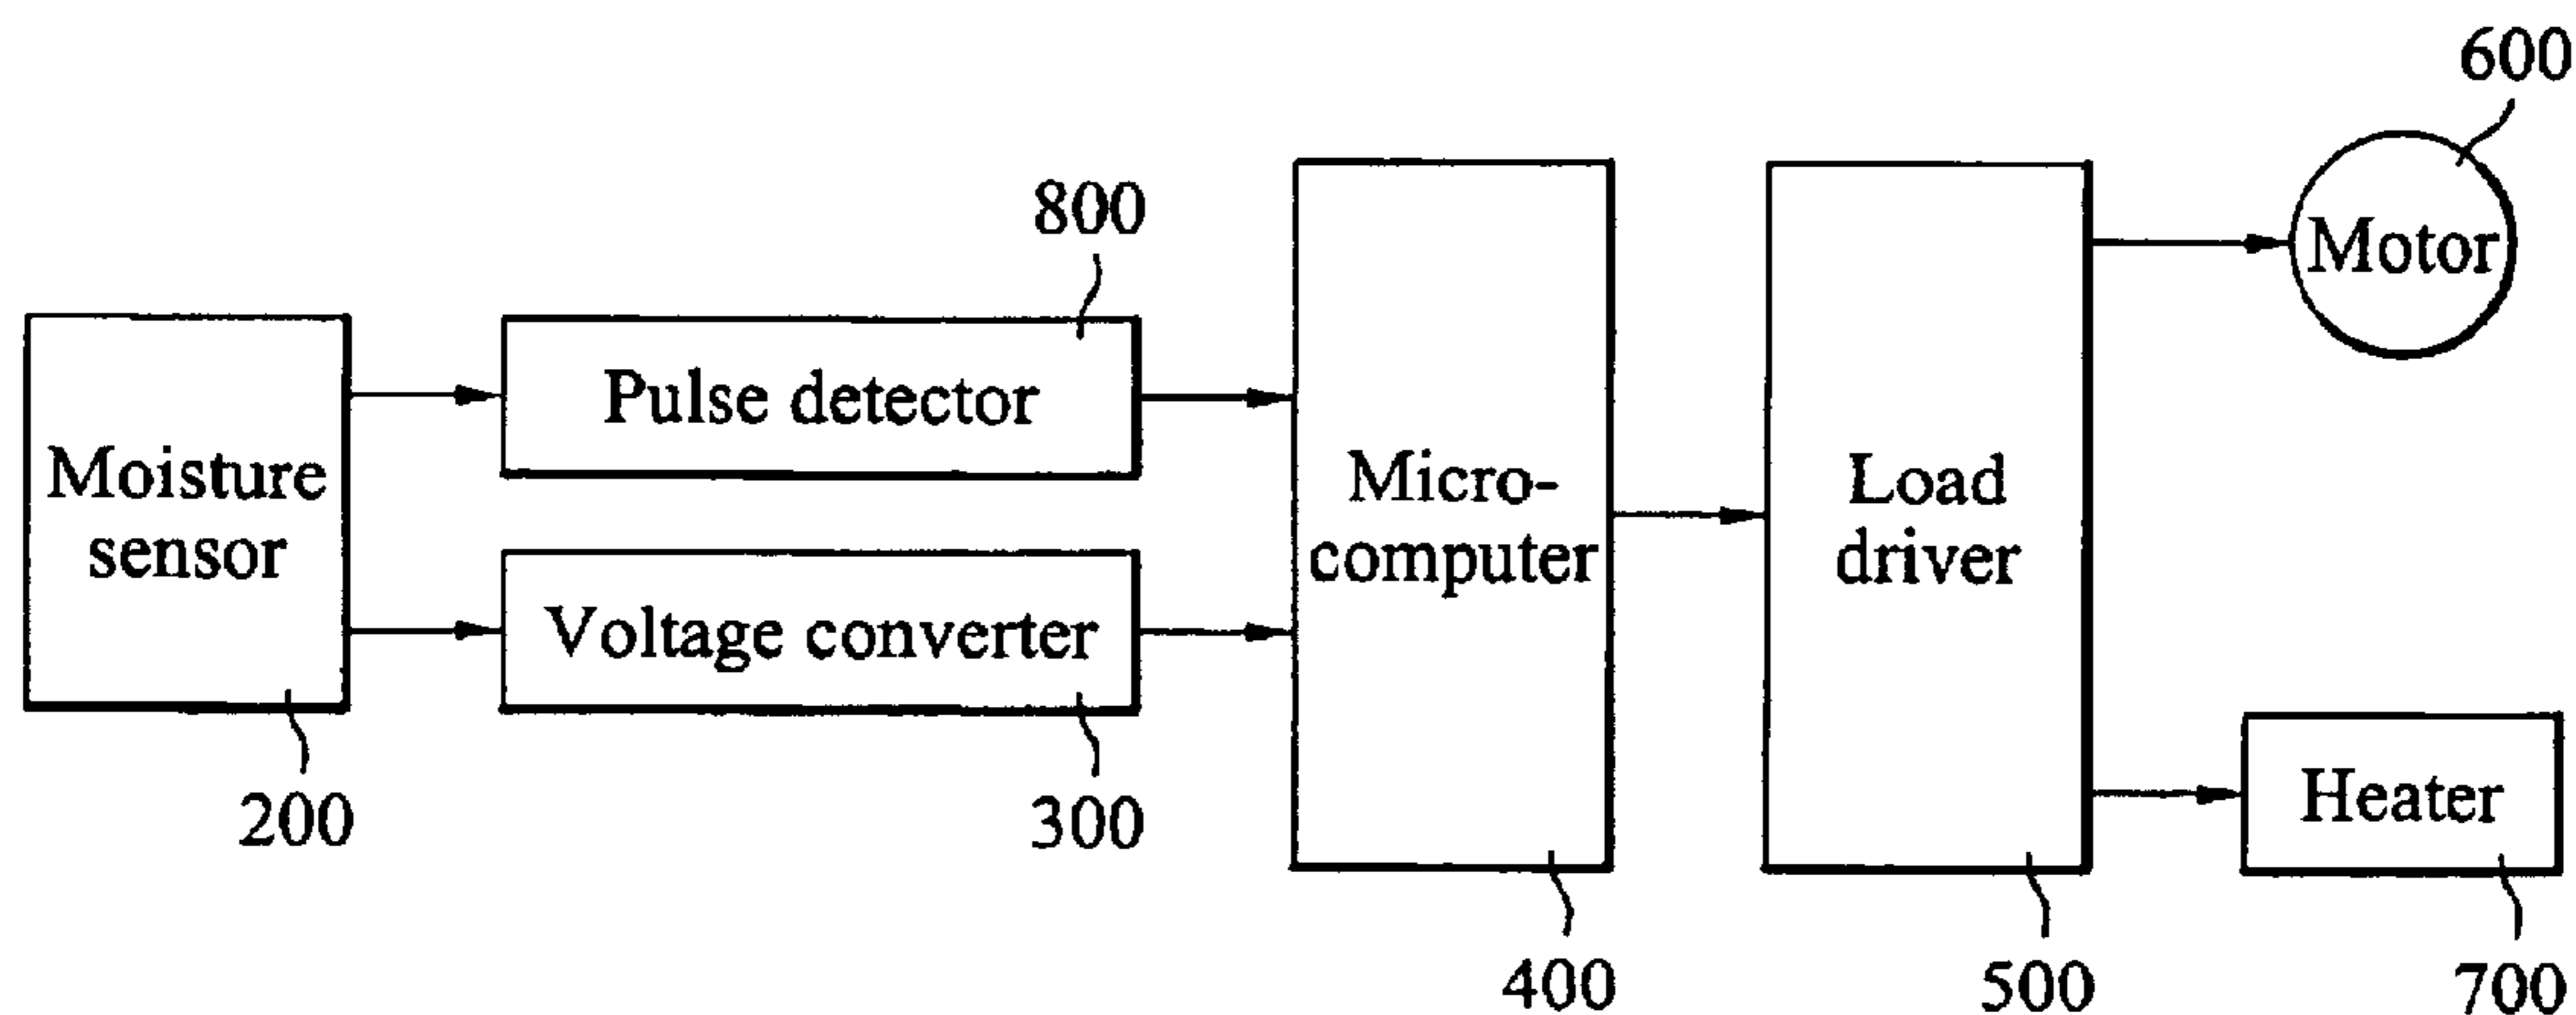 600
800
Motor
Pulse detector
Moisture
sensor
Micro-
computer
Load
driver
Voltage converter
Heater
200
300
400
500
700